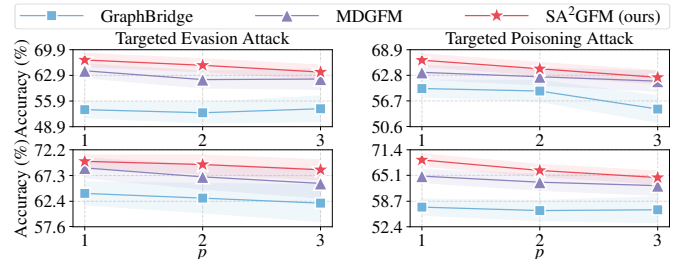 GraphBridge MDGFM SA²GFM (ours)
Targeted Evasion Attack Targeted Poisoning Attack
Accuracy (%)
69.9
62.9
55.9
48.9
1 2 3
68.9
62.8
56.7
50.6
1 2 3
Accuracy (%)
72.2
67.3
62.4
57.6
1 2 3
p
71.4
65.1
58.7
52.4
1 2 3
p